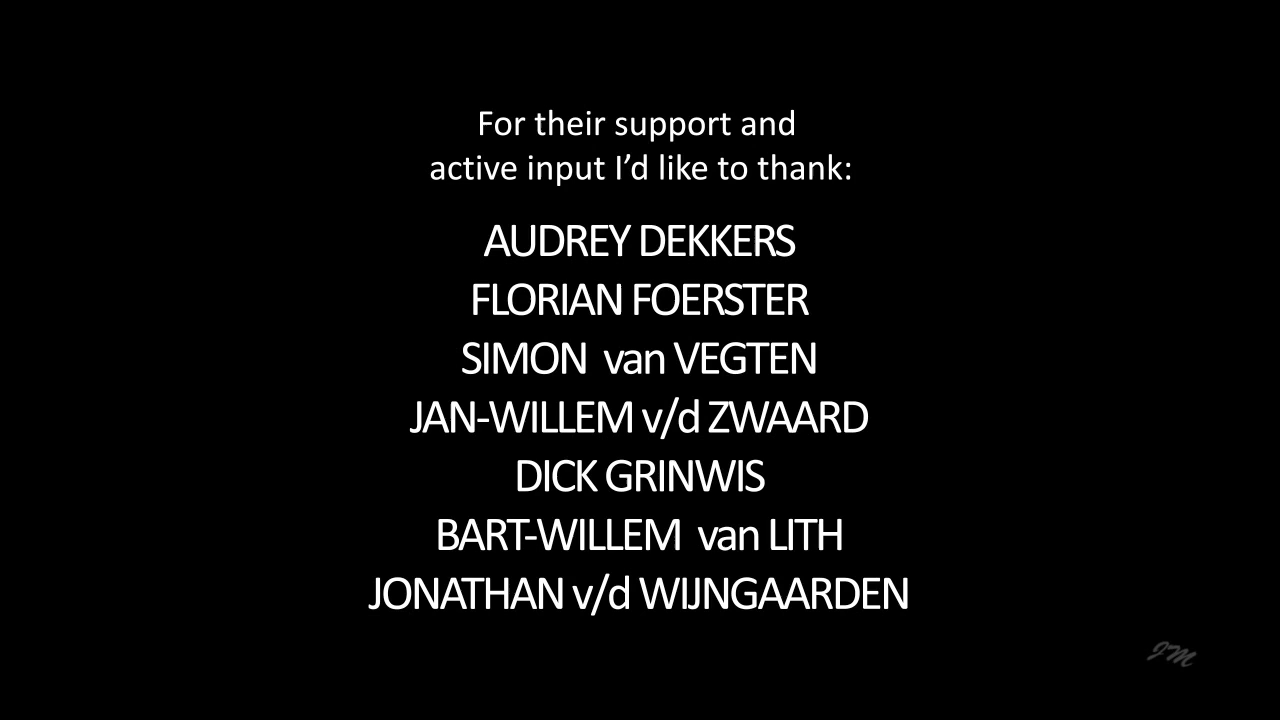 For their support and
active input I’d like to thank:
AUDREY DEKKERS
FLORIAN FOERSTER
SIMON van VEGTEN
JAN-WILLEM v/d ZWAARD
DICK GRINWIS
BART-WILLEM van LITH
JONATHAN v/d WIJNGAARDEN
JM